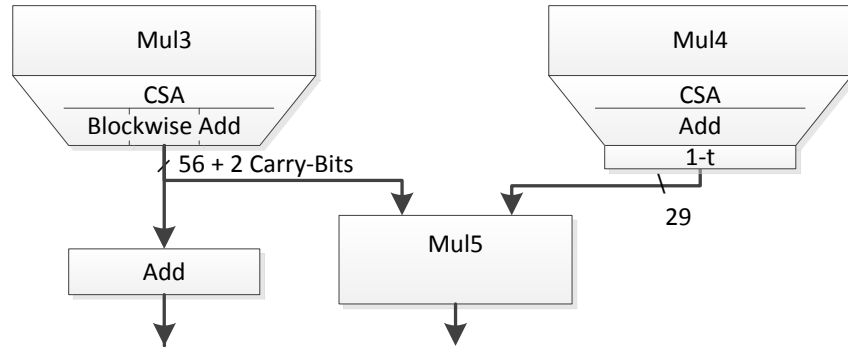 Mul3
Mul4
CSA
CSA
Blockwise Add
Add
1-t
56 + 2 Carry-Bits
29
Mul5
Add